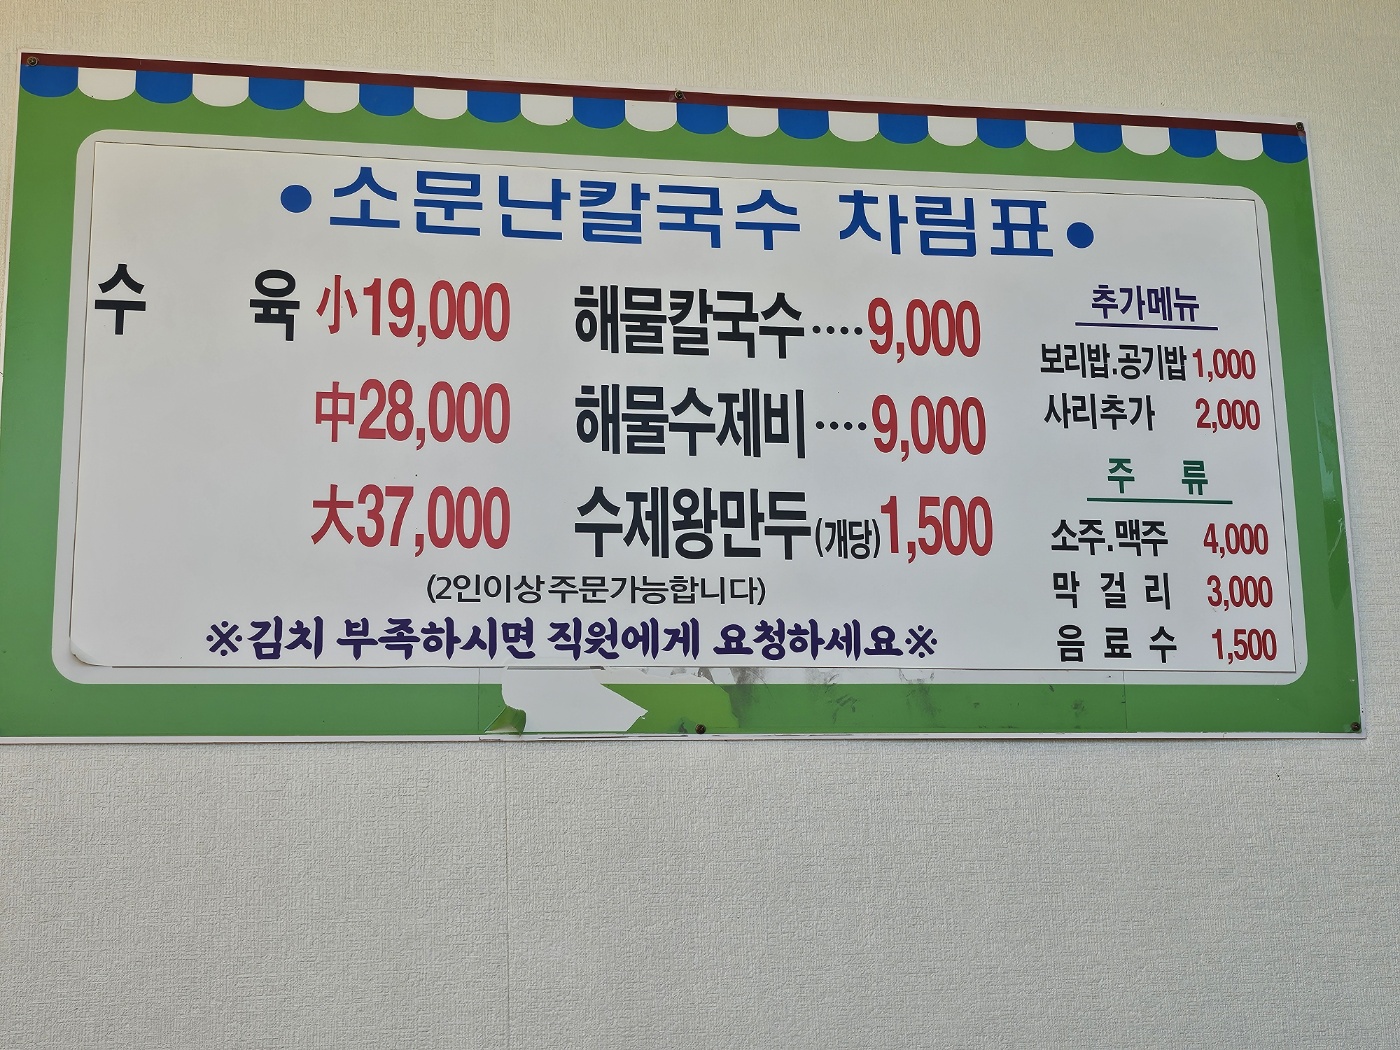 •소문난칼국수 차림표•
수 육 小19,000
中28,000
大37,000
해물칼국수····9,000
해물수제비····9,000
수제왕만두(개당)1,500
(2인이상 주문가능합니다)
※김치 부족하시면 직원에게 요청하세요※
추가메뉴
보리밥.공기밥 1,000
사리추가 2,000
주 류
소주.맥주 4,000
막 걸 리 3,000
음 료 수 1,500